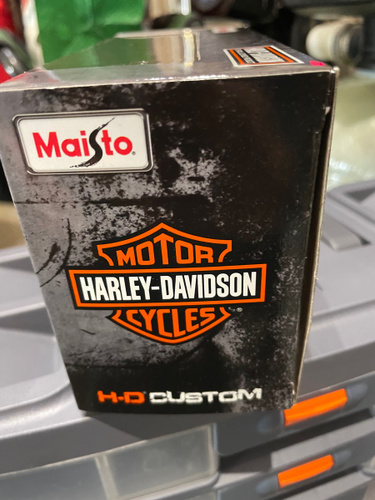 Maisto
MOTOR
HARLEY-DAVIDSON
CYCLES
H-D CUSTOM